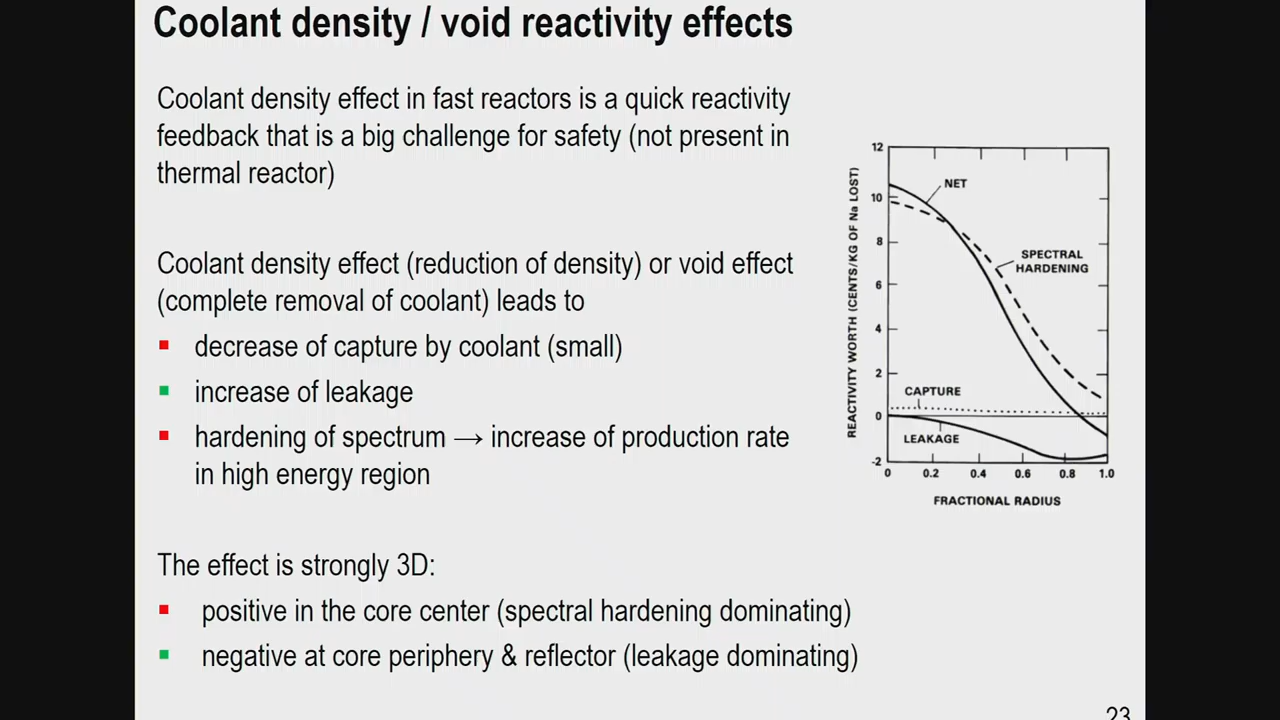 Coolant density / void reactivity effects
Coolant density effect in fast reactors is a quick reactivity
feedback that is a big challenge for safety (not present in
thermal reactor)
Coolant density effect (reduction of density) or void effect
(complete removal of coolant) leads to
decrease of capture by coolant (small)
increase of leakage
hardening of spectrum → increase of production rate
in high energy region
The effect is strongly 3D:
positive in the core center (spectral hardening dominating)
negative at core periphery & reflector (leakage dominating)
REACTIVITY WORTH (CENTS/KG OF Na LOST)
12
10
8
6
4
2
0
-2
NET
SPECTRAL
HARDENING
CAPTURE
LEAKAGE
0 0.2 0.4 0.6 0.8 1.0
FRACTIONAL RADIUS
23